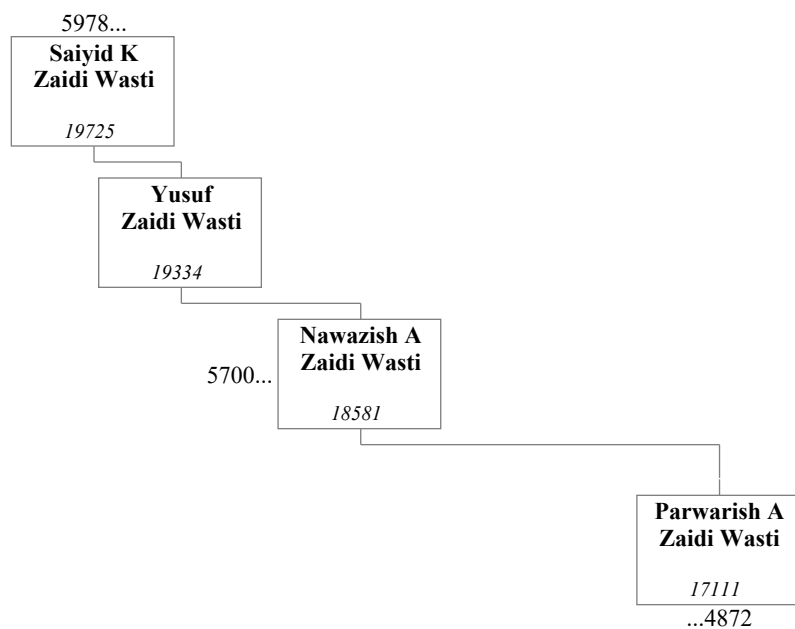 5978...
Saiyid K
Zaidi Wasti
19725
Yusuf
Zaidi Wasti
19334
Nawazish A
Zaidi Wasti
5700...
18581
Parwarish A
Zaidi Wasti
17111
...4872